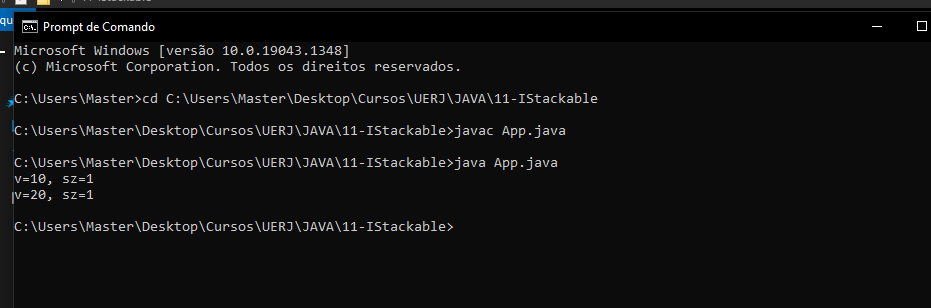 qu
Prompt de Comando
Microsoft Windows [versão 10.0.19043.1348]
(c) Microsoft Corporation. Todos os direitos reservados.
C:\Users\Master>cd C:\Users\Master\Desktop\Cursos\UERJ\JAVA\11-IStackable
C:\Users\Master\Desktop\Cursos\UERJ\JAVA\11-IStackable>javac App.java
C:\Users\Master\Desktop\Cursos\UERJ\JAVA\11-IStackable>java App.java
v=10, sz=1
v=20, sz=1
C:\Users\Master\Desktop\Cursos\UERJ\JAVA\11-IStackable>